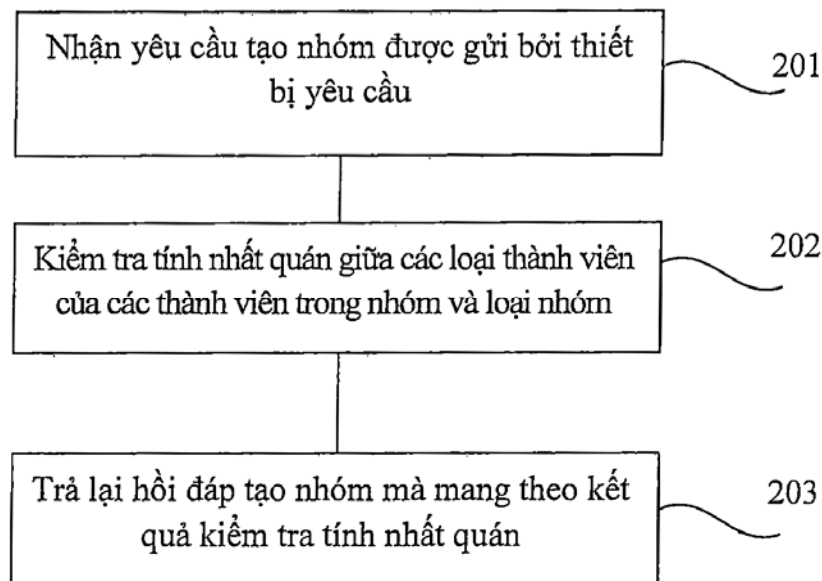 Nhận yêu cầu tạo nhóm được gửi bởi thiết
bị yêu cầu
201
Kiểm tra tính nhất quán giữa các loại thành viên
của các thành viên trong nhóm và loại nhóm
202
Trả lại hồi đáp tạo nhóm mà mang theo kết
quả kiểm tra tính nhất quán
203